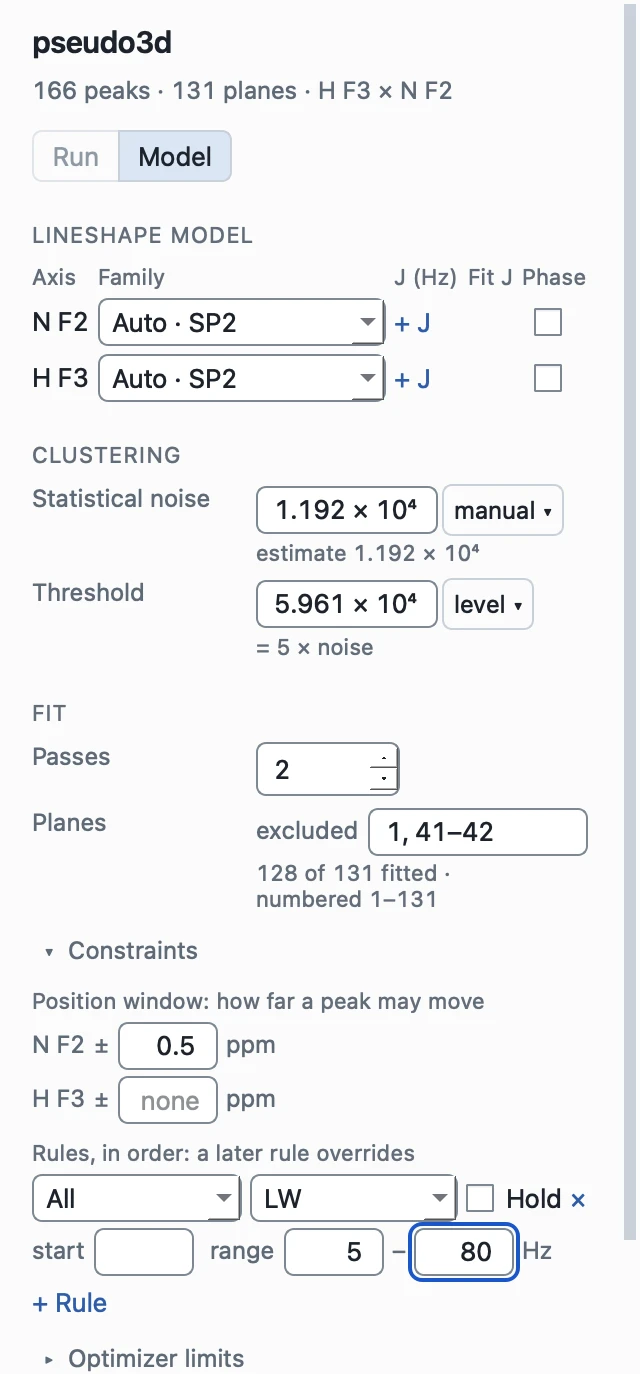 pseudo3d
166 peaks · 131 planes · H F3 × N F2
Run Model
LINESHAPE MODEL
Axis Family J (Hz) Fit J Phase
N F2 Auto · SP2 + J
H F3 Auto · SP2 + J
CLUSTERING
Statistical noise 1.192 × 10⁴ manual ▾
estimate 1.192 × 10⁴
Threshold 5.961 × 10⁴ level ▾
= 5 × noise
FIT
Passes 2
Planes excluded 1, 41–42
128 of 131 fitted ·
numbered 1–131
▾ Constraints
Position window: how far a peak may move
N F2 ± 0.5 ppm
H F3 ± none ppm
Rules, in order: a later rule overrides
All LW Hold ×
start range 5 – 80 Hz
+ Rule
▸ Optimizer limits